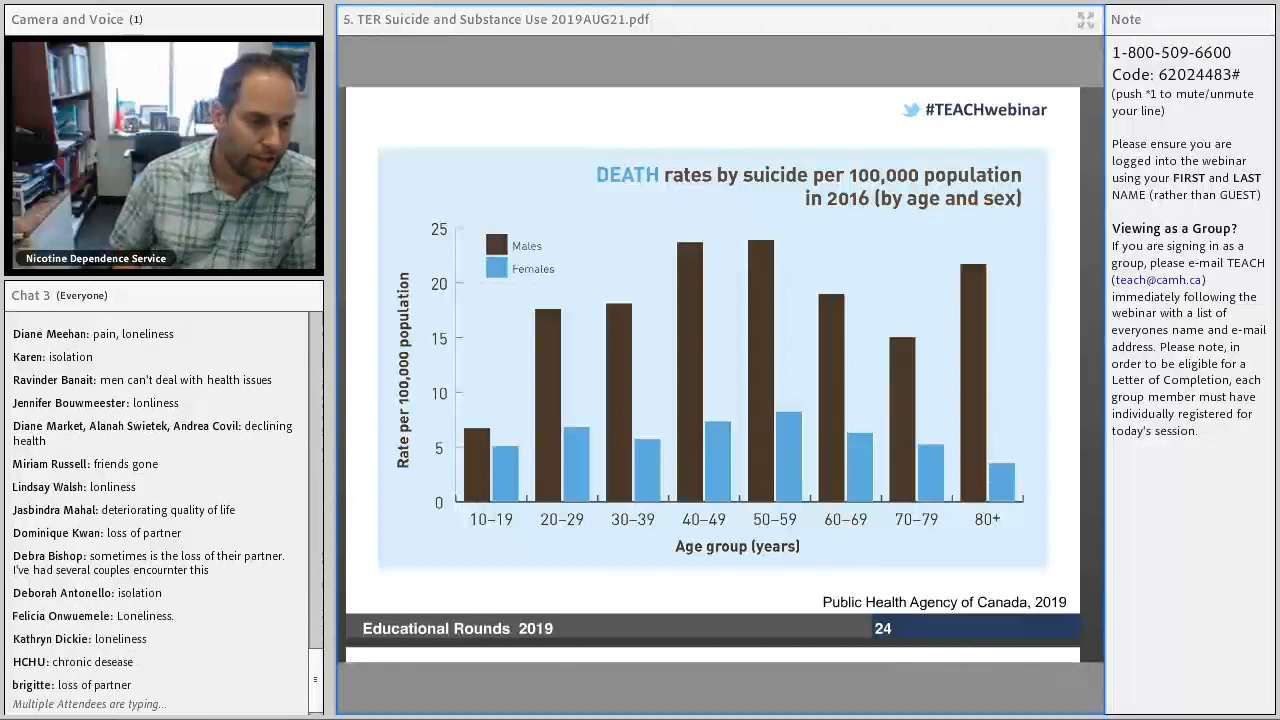 Camera and Voice (1)
Nicotine Dependence Service
Chat 3 (Everyone)
Diane Meehan: pain, loneliness
Karen: isolation
Ravinder Banait: men can't deal with health issues
Jennifer Bouwmeester: lonliness
Diane Market, Alanah Swietek, Andrea Covil: declining
health
Miriam Russell: friends gone
Lindsay Walsh: lonliness
Jasbindra Mahal: deteriorating quality of life
Dominique Kwan: loss of partner
Debra Bishop: sometimes is the loss of their partner.
I've had several couples encounter this
Deborah Antonello: isolation
Felicia Onwuemele: Loneliness.
Kathryn Dickie: loneliness
HCHU: chronic desease
brigitte: loss of partner
Multiple Attendees are typing...
5. TER Suicide and Substance Use 2019AUG21.pdf
#TEACHwebinar
DEATH rates by suicide per 100,000 population
in 2016 (by age and sex)
Males
Females
Rate per 100,000 population
25
20
15
10
5
0
10–19 20–29 30–39 40–49 50–59 60–69 70–79 80+
Age group (years)
Public Health Agency of Canada, 2019
Educational Rounds 2019 24
Note
1-800-509-6600
Code: 62024483#
(push *1 to mute/unmute
your line)
Please ensure you are
logged into the webinar
using your FIRST and LAST
NAME (rather than GUEST)
Viewing as a Group?
If you are signing in as a
group, please e-mail TEACH
(teach@camh.ca)
immediately following the
webinar with a list of
everyones name and e-mail
address. Please note, in
order to be eligible for a
Letter of Completion, each
group member must have
individually registered for
today's session.